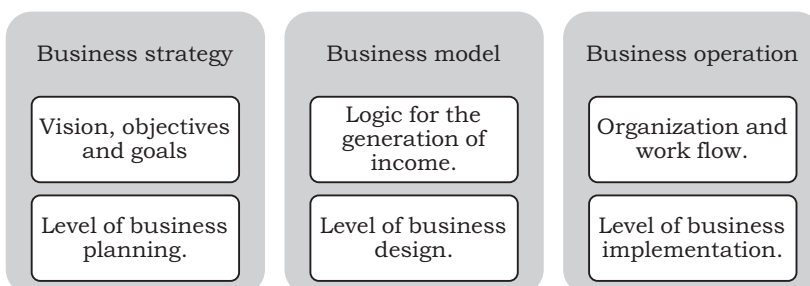 Business strategy
Vision, objectives
and goals
Level of business
planning.
Business model
Logic for the
generation of
income.
Level of business
design.
Business operation
Organization and
work flow.
Level of business
implementation.